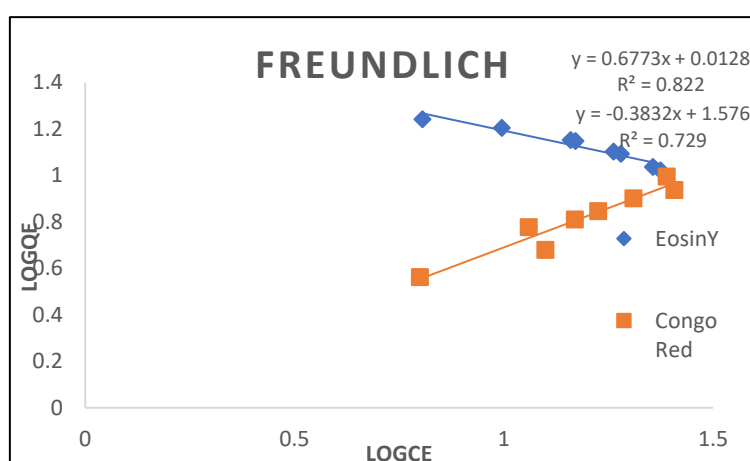 FREUNDLICH
y = 0.6773x + 0.0128
R² = 0.822
y = -0.3832x + 1.576
R² = 0.729
1.4
1.2
1
0.8
0.6
0.4
0.2
0
LOGQE
EosinY
Congo
Red
0
0.5
1
1.5
LOGCE